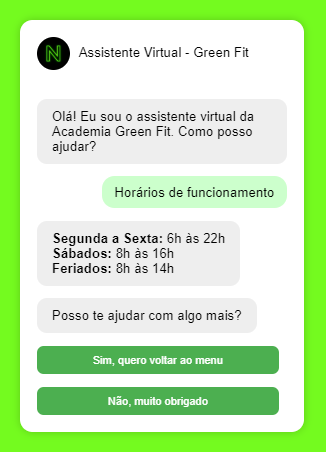 N
Assistente Virtual - Green Fit
Olá! Eu sou o assistente virtual da
Academia Green Fit. Como posso
ajudar?
Horários de funcionamento
Segunda a Sexta: 6h às 22h
Sábados: 8h às 16h
Feriados: 8h às 14h
Posso te ajudar com algo mais?
Sim, quero voltar ao menu
Não, muito obrigado